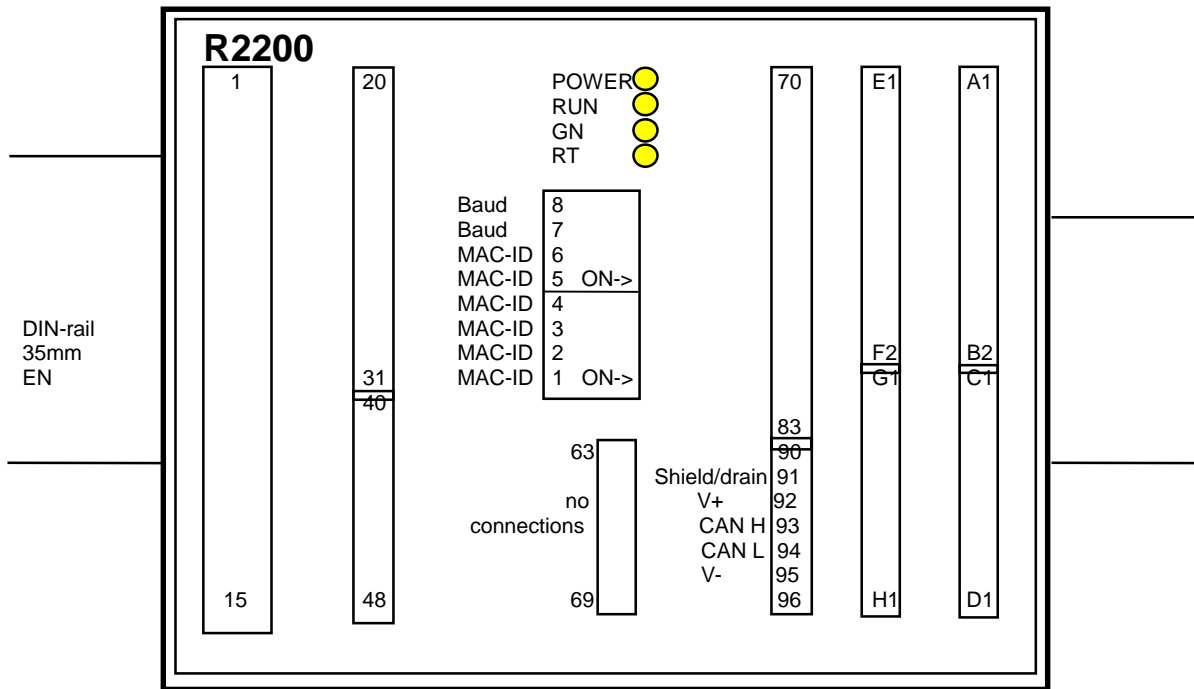 R2200
1 20 POWER 70 E1 A1
RUN
GN
RT
Baud 8
Baud 7
MAC-ID 6
MAC-ID 5 ON->
MAC-ID 4
DIN-rail MAC-ID 3
35mm MAC-ID 2 F2 B2
EN 31 MAC-ID 1 ON-> G1 C1
40
83
63 90
Shield/drain 91
no V+ 92
connections CAN H 93
CAN L 94
V- 95
15 48 69 96 H1 D1